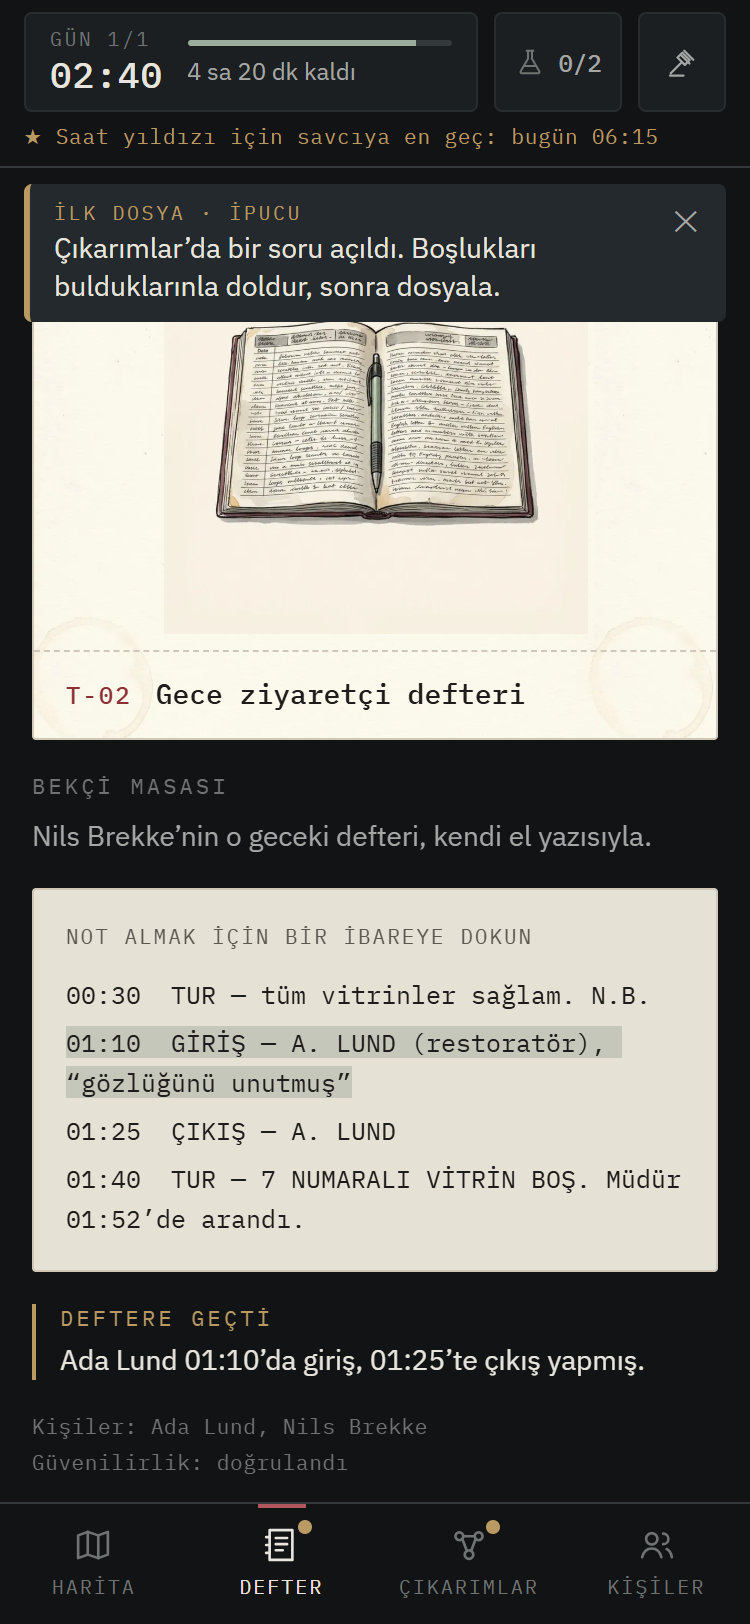 GÜN 1/1
02:40
4 sa 20 dk kaldı
0/2
★ Saat yıldızı için savcıya en geç: bugün 06:15
İLK DOSYA · İPUCU
Çıkarımlar’da bir soru açıldı. Boşlukları
bulduklarınla doldur, sonra dosyala.
T-02 Gece ziyaretçi defteri
BEKÇİ MASASI
Nils Brekke’nin o geceki defteri, kendi el yazısıyla.
NOT ALMAK İÇİN BİR İBAREYE DOKUN
00:30 TUR — tüm vitrinler sağlam. N.B.
01:10 GİRİŞ — A. LUND (restoratör),
“gözlüğünü unutmuş”
01:25 ÇIKIŞ — A. LUND
01:40 TUR — 7 NUMARALI VİTRİN BOŞ. Müdür
01:52’de arandı.
DEFTERE GEÇTİ
Ada Lund 01:10’da giriş, 01:25’te çıkış yapmış.
Kişiler: Ada Lund, Nils Brekke
Güvenilirlik: doğrulandı
HARİTA
DEFTER
ÇIKARIMLAR
KİŞİLER